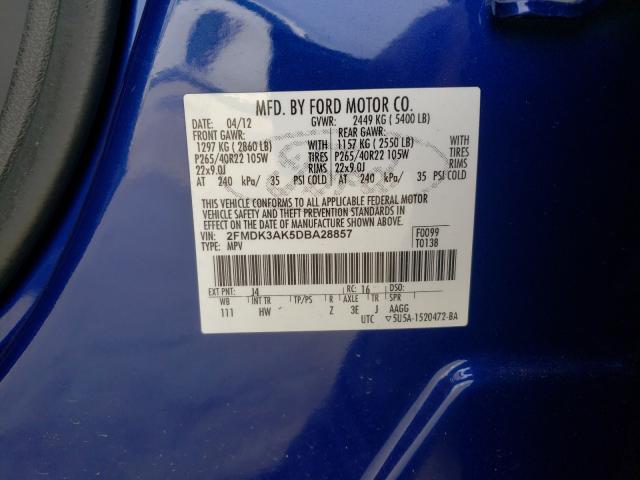 MFD. BY FORD MOTOR CO.
DATE: 04/12 GVWR: 2449 KG ( 5400 LB)
FRONT GAWR: REAR GAWR:
1297 KG ( 2860 LB) WITH 1157 KG ( 2550 LB) WITH
P265/40R22 105W TIRES P265/40R22 105W TIRES
22x9.0J RIMS 22x9.0J RIMS
AT 240 kPa/ 35 PSI COLD AT 240 kPa/ 35 PSI COLD
THIS VEHICLE CONFORMS TO ALL APPLICABLE FEDERAL MOTOR
VEHICLE SAFETY AND THEFT PREVENTION STANDARDS IN
EFFECT ON THE DATE OF MANUFACTURE SHOWN ABOVE.
VIN: 2FMDK3AK5DBA28857 F0099
TYPE: MPV T0138
EXT PNT: J4 RC: 16 DSO:
WB INT TR TP/PS R AXLE TR SPR
111 HW Z 3E J AAGG
UTC ▽5U5A-1520472-BA